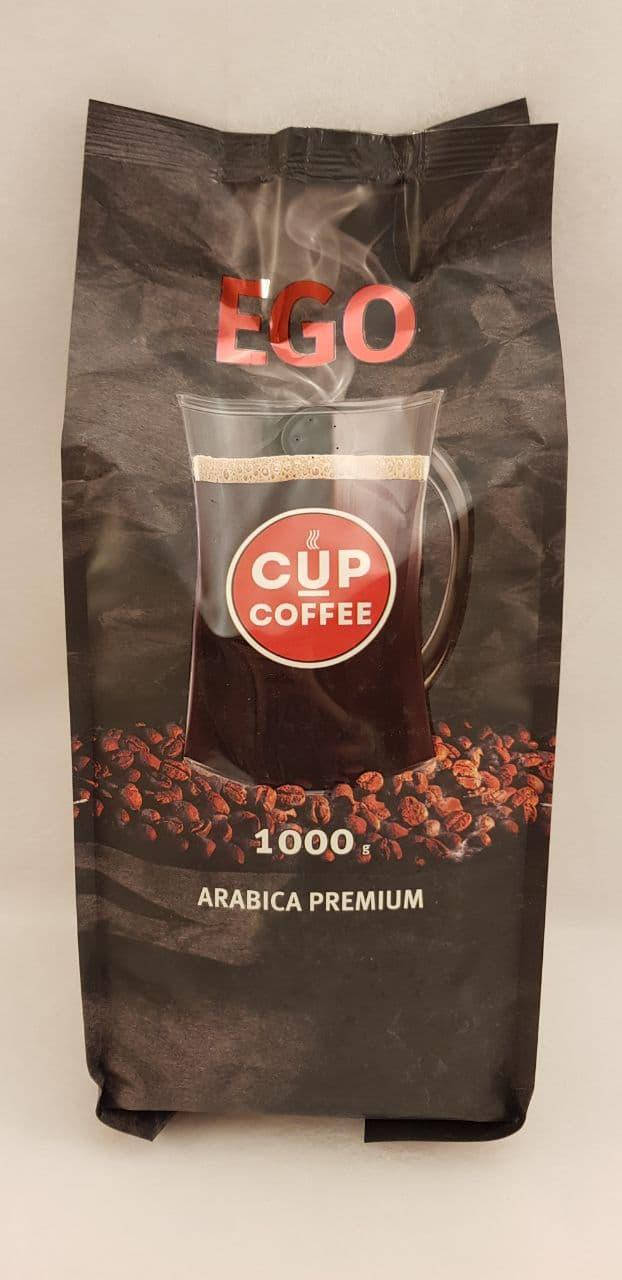 EGO
CUP
COFFEE
1000 g
ARABICA PREMIUM